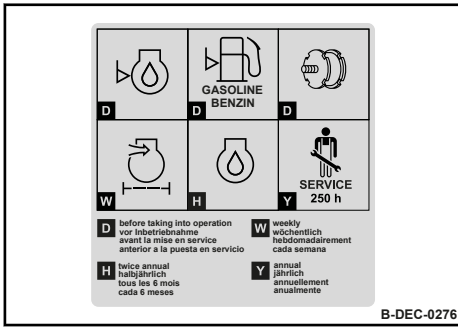 GASOLINE
BENZIN
D
D
D
SERVICE
250 h
W
H
Y
D
before taking into operation
vor Inbetriebnahme
avant la mise en service
anterior a la puesta en servicio
W
weekly
wöchentlich
hebdomadairement
cada semana
H
twice annual
halbjährlich
tous les 6 mois
cada 6 meses
Y
annual
jährlich
annuellement
anualmente
B-DEC-0276